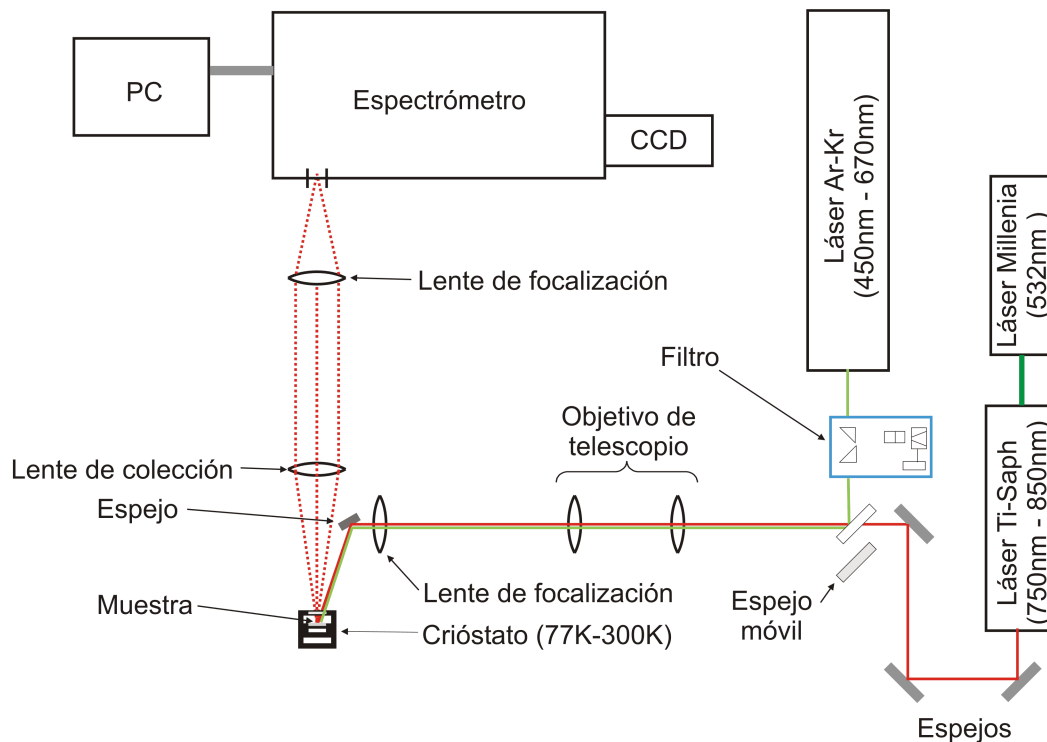 PC
Espectrómetro
CCD
Láser Ar-Kr
(450nm - 670nm)
Láser Millenia
(532nm )
Lente de focalización
Filtro
Objetivo de
telescopio
Láser Ti-Saph
(750nm - 850nm)
Lente de colección
Espejo
Lente de focalización
Muestra
Crióstato (77K-300K)
Espejo
móvil
Espejos